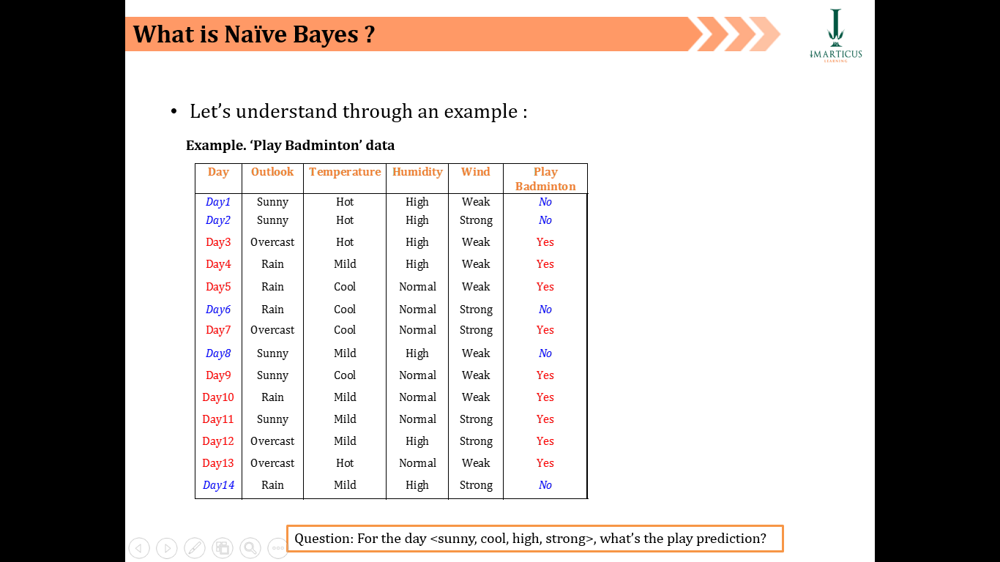 What is Naïve Bayes ?
IMARTICUS
LEARNING
• Let’s understand through an example :
Example. ‘Play Badminton’ data
Day Outlook Temperature Humidity Wind Play
Badminton
Day1 Sunny Hot High Weak No
Day2 Sunny Hot High Strong No
Day3 Overcast Hot High Weak Yes
Day4 Rain Mild High Weak Yes
Day5 Rain Cool Normal Weak Yes
Day6 Rain Cool Normal Strong No
Day7 Overcast Cool Normal Strong Yes
Day8 Sunny Mild High Weak No
Day9 Sunny Cool Normal Weak Yes
Day10 Rain Mild Normal Weak Yes
Day11 Sunny Mild Normal Strong Yes
Day12 Overcast Mild High Strong Yes
Day13 Overcast Hot Normal Weak Yes
Day14 Rain Mild High Strong No
Question: For the day <sunny, cool, high, strong>, what’s the play prediction?